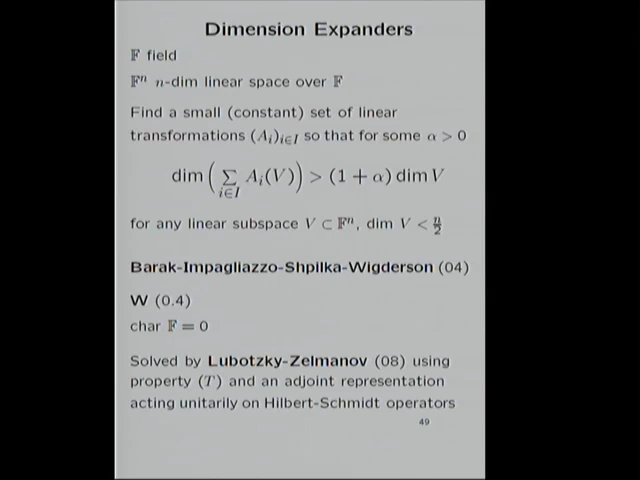 Dimension Expanders
𝔽 field
𝔽ⁿ n-dim linear space over 𝔽
Find a small (constant) set of linear
transformations (Aᵢ)ᵢ∈I so that for some α > 0
dim ( ∑ᵢ∈I Aᵢ(V) ) > (1 + α) dim V
for any linear subspace V ⊂ 𝔽ⁿ, dim V < n/2
Barak-Impagliazzo-Shpilka-Wigderson (04)
W (0.4)
char 𝔽 = 0
Solved by Lubotzky-Zelmanov (08) using
property (T) and an adjoint representation
acting unitarily on Hilbert-Schmidt operators
49